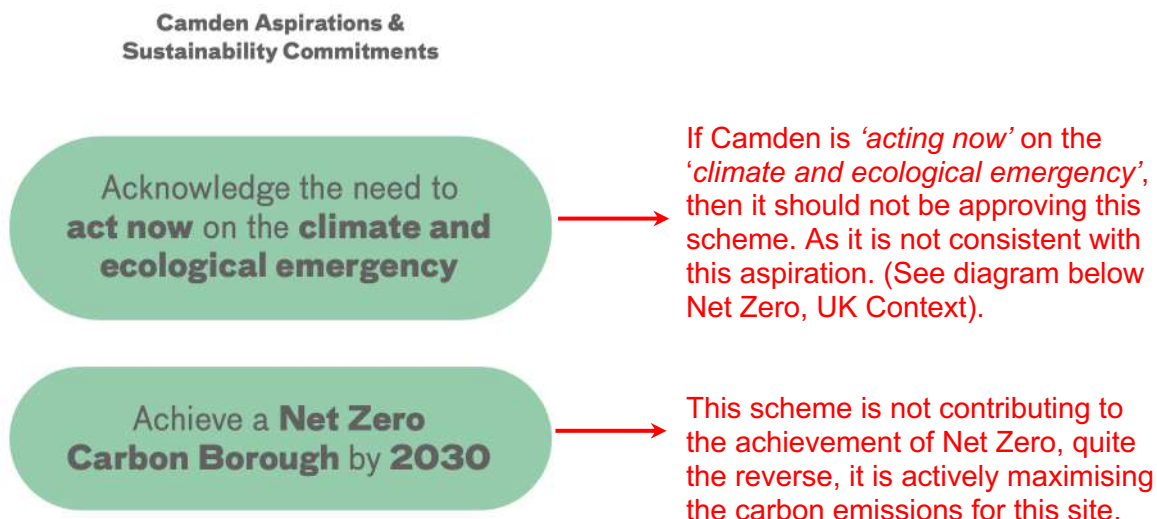 Camden Aspirations &
Sustainability Commitments
Acknowledge the need to
act now on the climate and
ecological emergency
If Camden is ‘acting now’ on the
‘climate and ecological emergency’,
then it should not be approving this
scheme. As it is not consistent with
this aspiration. (See diagram below
Net Zero, UK Context).
Achieve a Net Zero
Carbon Borough by 2030
This scheme is not contributing to
the achievement of Net Zero, quite
the reverse, it is actively maximising
the carbon emissions for this site.